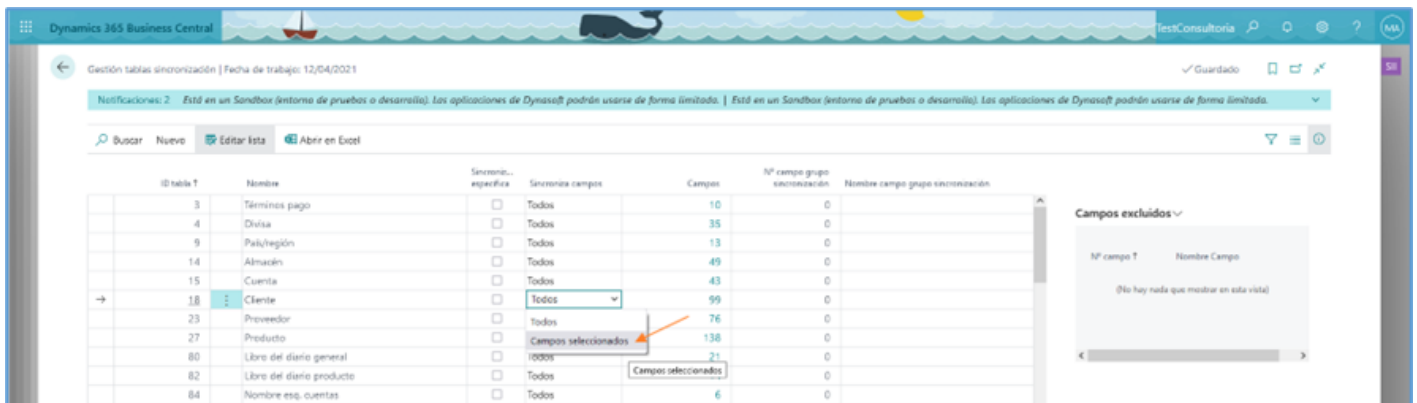 Dynamics 365 Business Central
TestConsultoria
?
MA
Gestión tablas sincronización | Fecha de trabajo: 12/04/2021
Guardado
SII
Notificaciones: 2 Está en un Sandbox (entorno de pruebas o desarrollo). Las aplicaciones de Dynasoft podrán usarse de forma limitada. | Está en un Sandbox (entorno de pruebas o desarrollo). Las aplicaciones de Dynasoft podrán usarse de forma limitada.
Buscar Nuevo Editar lista Abrir en Excel
ID tabla ↑ Nombre Sincroniz... específica Sincroniza campos Campos Nº campo grupo sincronización Nombre campo grupo sincronización
3 Términos pago Todos 10 0
4 Divisa Todos 35 0
9 País/región Todos 13 0
14 Almacén Todos 49 0
15 Cuenta Todos 43 0
→ 18 Cliente Todos 99 0
23 Proveedor Todos 76 0
27 Producto Campos seleccionados 138 0
80 Libro del diario general Todos 21 0
82 Libro del diario producto Todos 0
Campos seleccionados
84 Nombre esq. cuentas Todos 6 0
Campos excluidos
Nº campo ↑ Nombre Campo
(No hay nada que mostrar en esta vista)